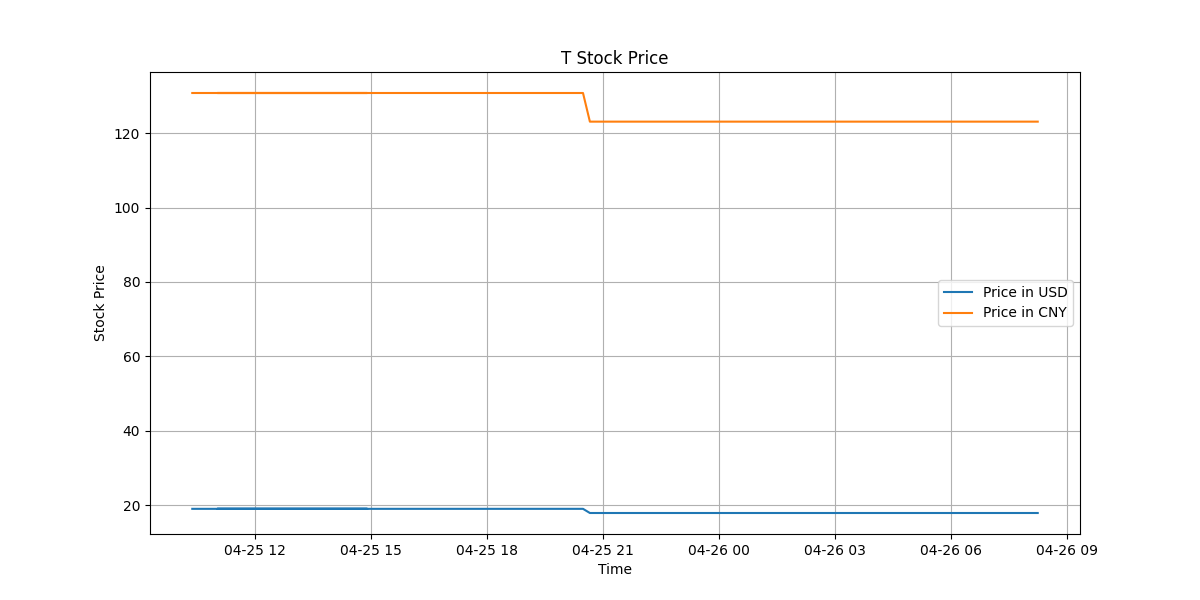 T Stock Price
120
100
80
60
40
20
Stock Price
Price in USD
Price in CNY
04-25 12
04-25 15
04-25 18
04-25 21
04-26 00
04-26 03
04-26 06
04-26 09
Time